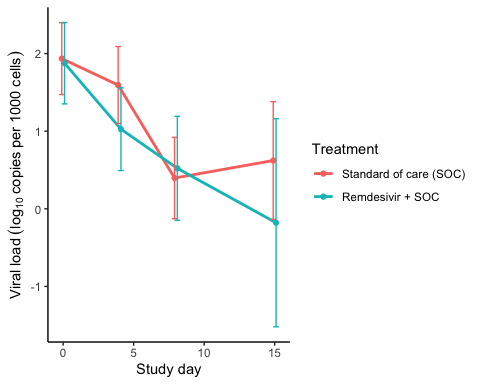 Viral load (log₁₀ copies per 1000 cells)
2
1
0
-1
0 5 10 15
Study day
Treatment
Standard of care (SOC)
Remdesivir + SOC